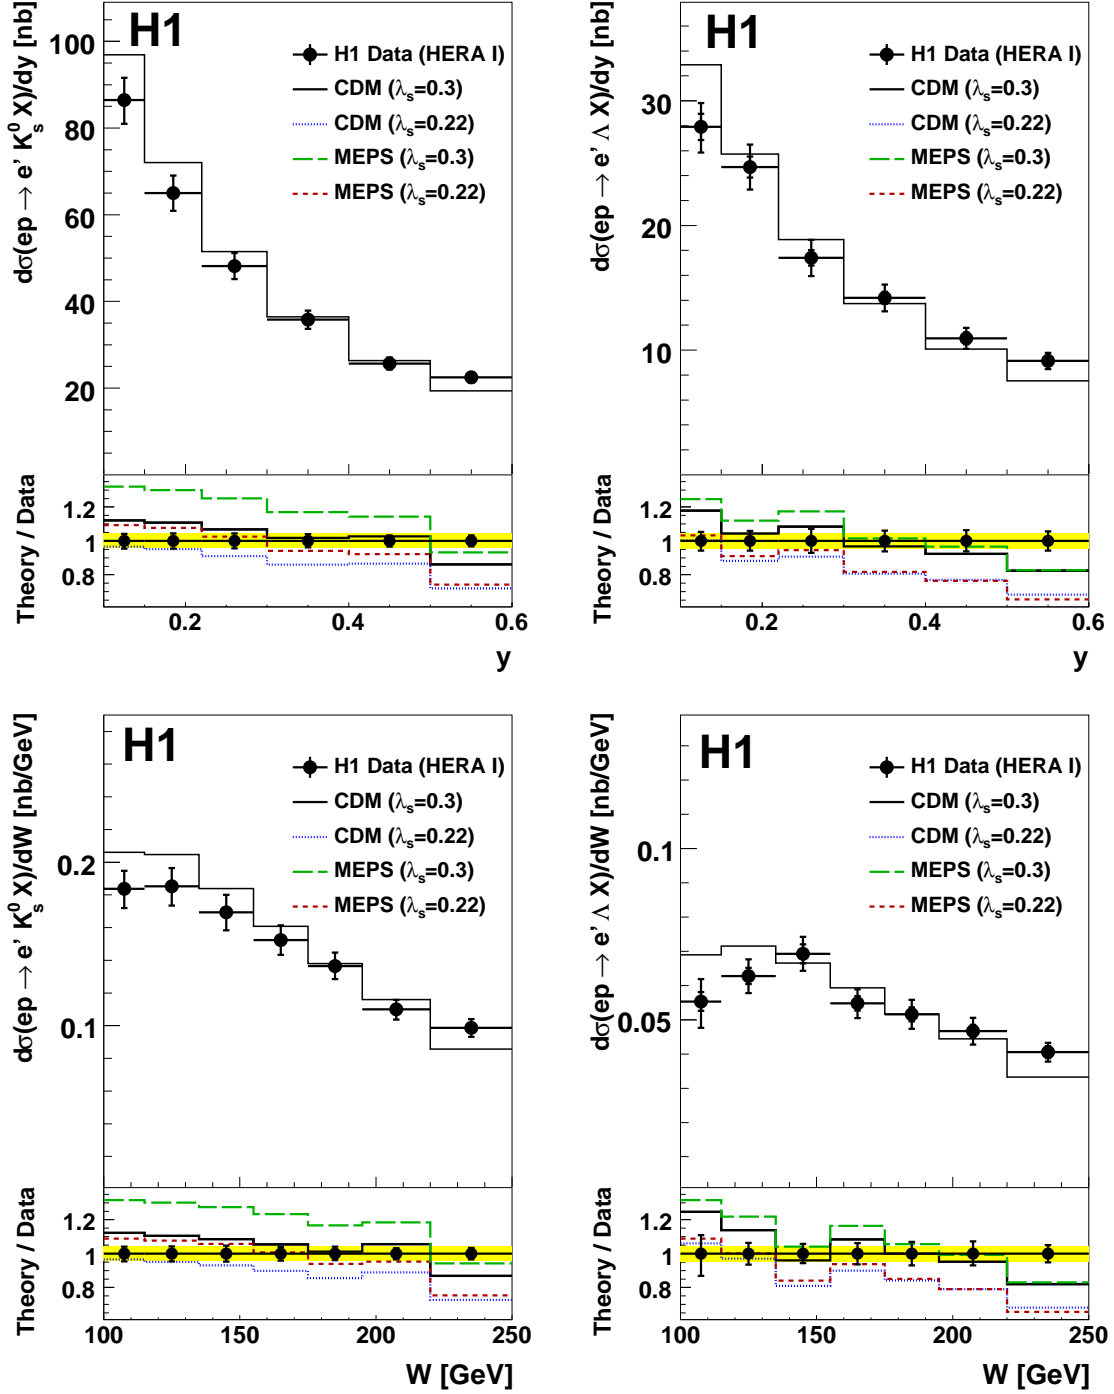 H1
dσ(ep → e' K⁰ₛ X)/dy [nb]
100
80
60
40
20
H1 Data (HERA I)
CDM (λₛ=0.3)
CDM (λₛ=0.22)
MEPS (λₛ=0.3)
MEPS (λₛ=0.22)
Theory / Data
1.2
1
0.8
0.2
0.4
0.6
y
H1
dσ(ep → e' Λ X)/dy [nb]
30
20
10
H1 Data (HERA I)
CDM (λₛ=0.3)
CDM (λₛ=0.22)
MEPS (λₛ=0.3)
MEPS (λₛ=0.22)
Theory / Data
1.2
1
0.8
0.2
0.4
0.6
y
H1
dσ(ep → e' K⁰ₛ X)/dW [nb/GeV]
0.2
0.1
H1 Data (HERA I)
CDM (λₛ=0.3)
CDM (λₛ=0.22)
MEPS (λₛ=0.3)
MEPS (λₛ=0.22)
Theory / Data
1.2
1
0.8
100
150
200
250
W [GeV]
H1
dσ(ep → e' Λ X)/dW [nb/GeV]
0.1
0.05
H1 Data (HERA I)
CDM (λₛ=0.3)
CDM (λₛ=0.22)
MEPS (λₛ=0.3)
MEPS (λₛ=0.22)
Theory / Data
1.2
1
0.8
100
150
200
250
W [GeV]